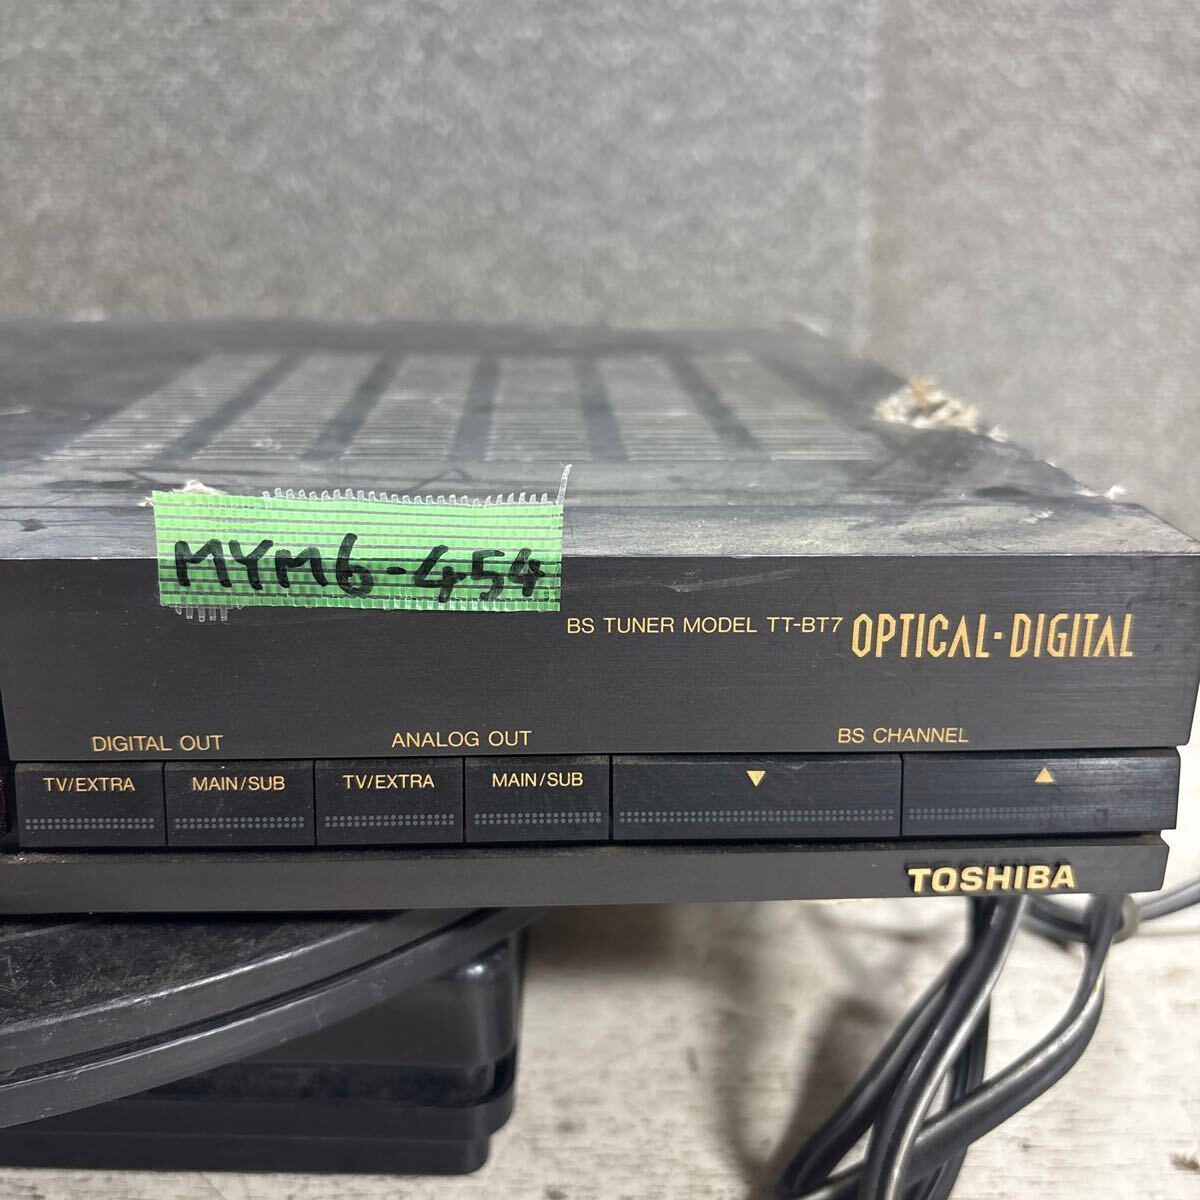 MYM6-454
BS TUNER MODEL TT-BT7 OPTICAL·DIGITAL
DIGITAL OUT ANALOG OUT BS CHANNEL
TV/EXTRA MAIN/SUB TV/EXTRA MAIN/SUB ▼ ▲
TOSHIBA